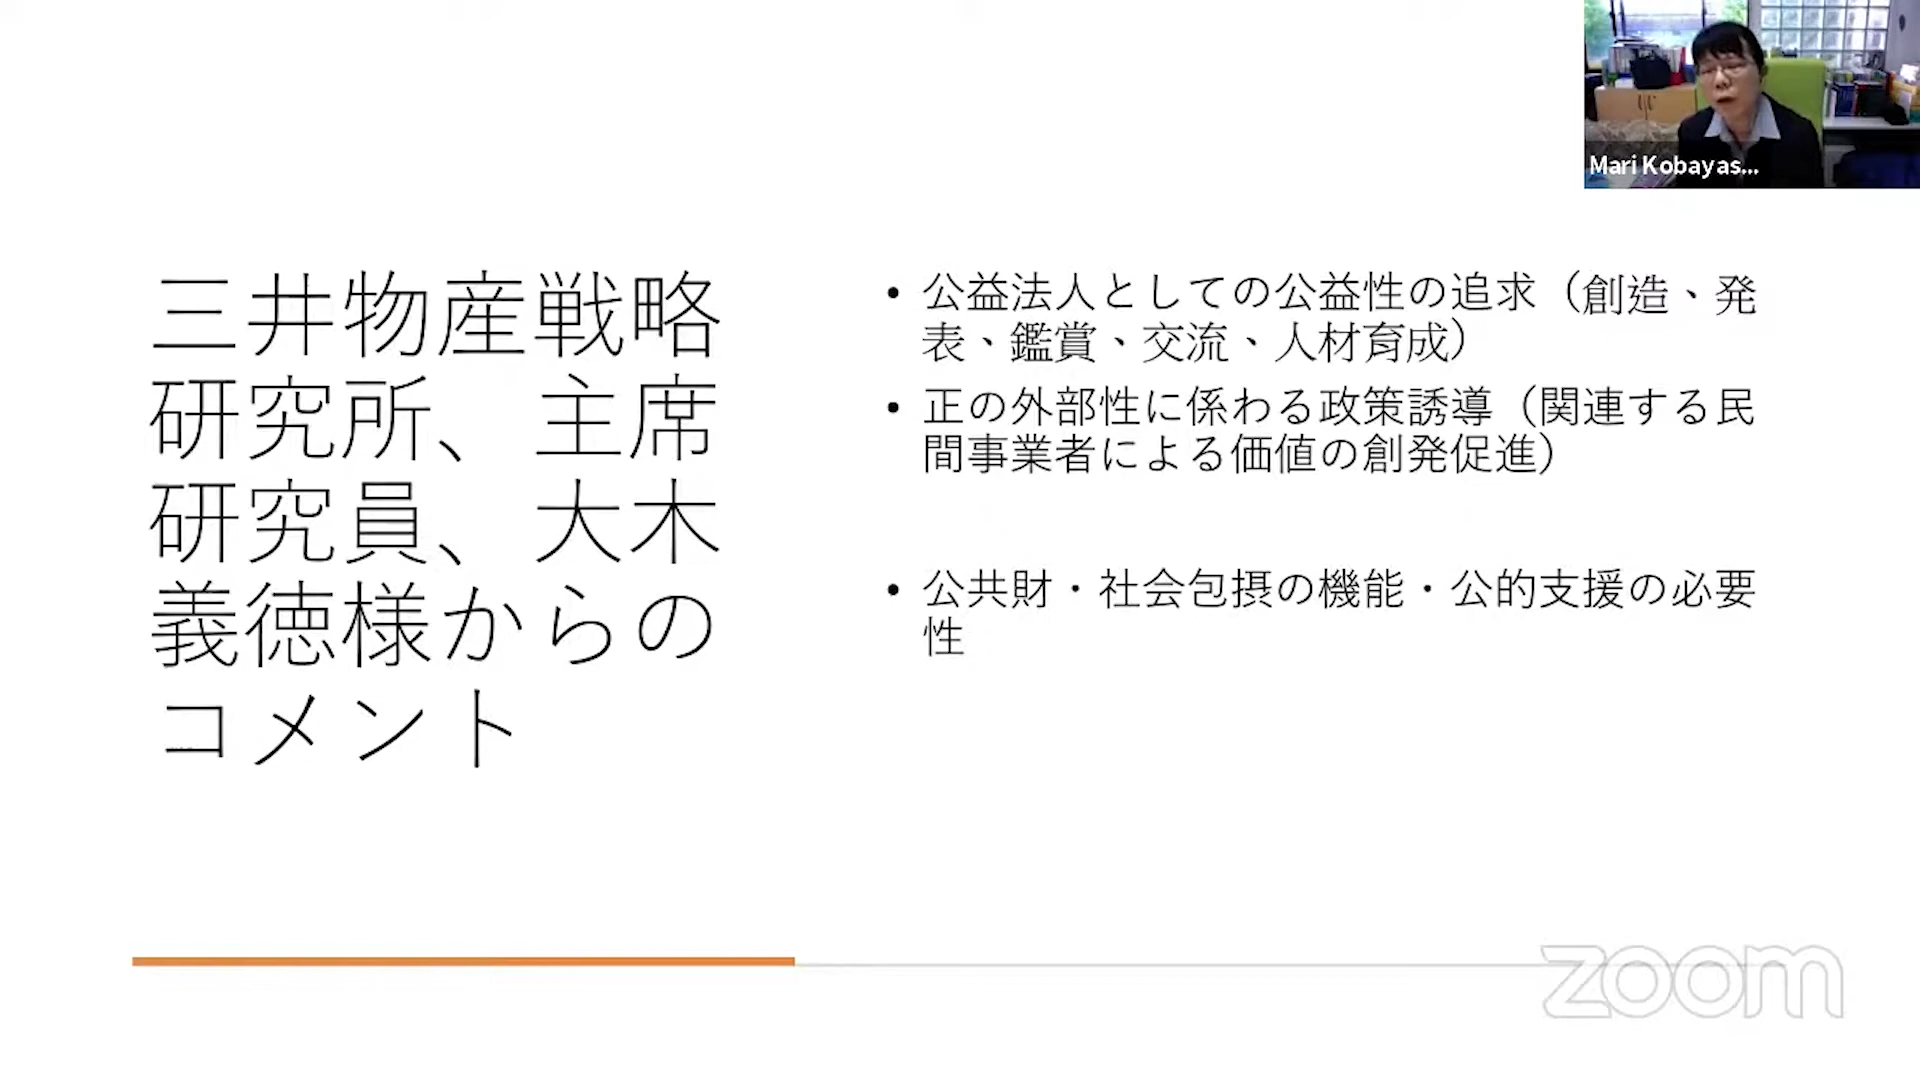 Mari Kobayas...
三井物産戦略
研究所、主席
研究員、大木
義徳様からの
コメント
• 公益法人としての公益性の追求（創造、発
表、鑑賞、交流、人材育成）
• 正の外部性に係わる政策誘導（関連する民
間事業者による価値の創発促進）
• 公共財・社会包摂の機能・公的支援の必要
性
zoom